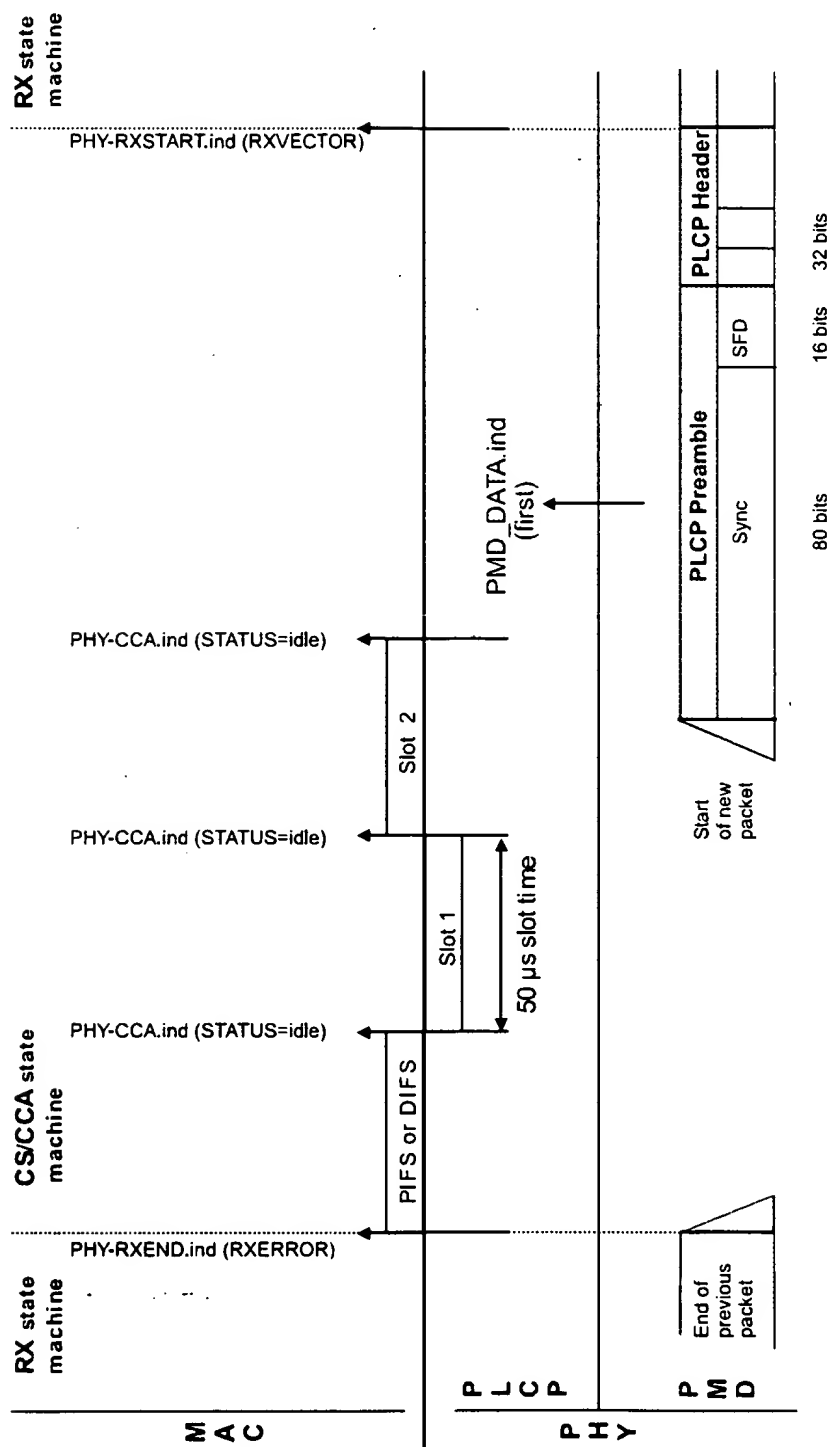 RX state
machine
CS/CCA state
machine
RX state
machine
PHY-RXEND.ind (RXERROR)
PHY-CCA.ind (STATUS=idle)
PHY-CCA.ind (STATUS=idle)
PHY-CCA.ind (STATUS=idle)
PHY-RXSTART.ind (RXVECTOR)
MAC
PIFS or DIFS
Slot 1
Slot 2
50 µs slot time
PLCP
PHY
PMD_DATA.ind
(first)
PMD
End of
previous
packet
Start
of new
packet
PLCP Preamble
PLCP Header
Sync
SFD
80 bits
16 bits
32 bits